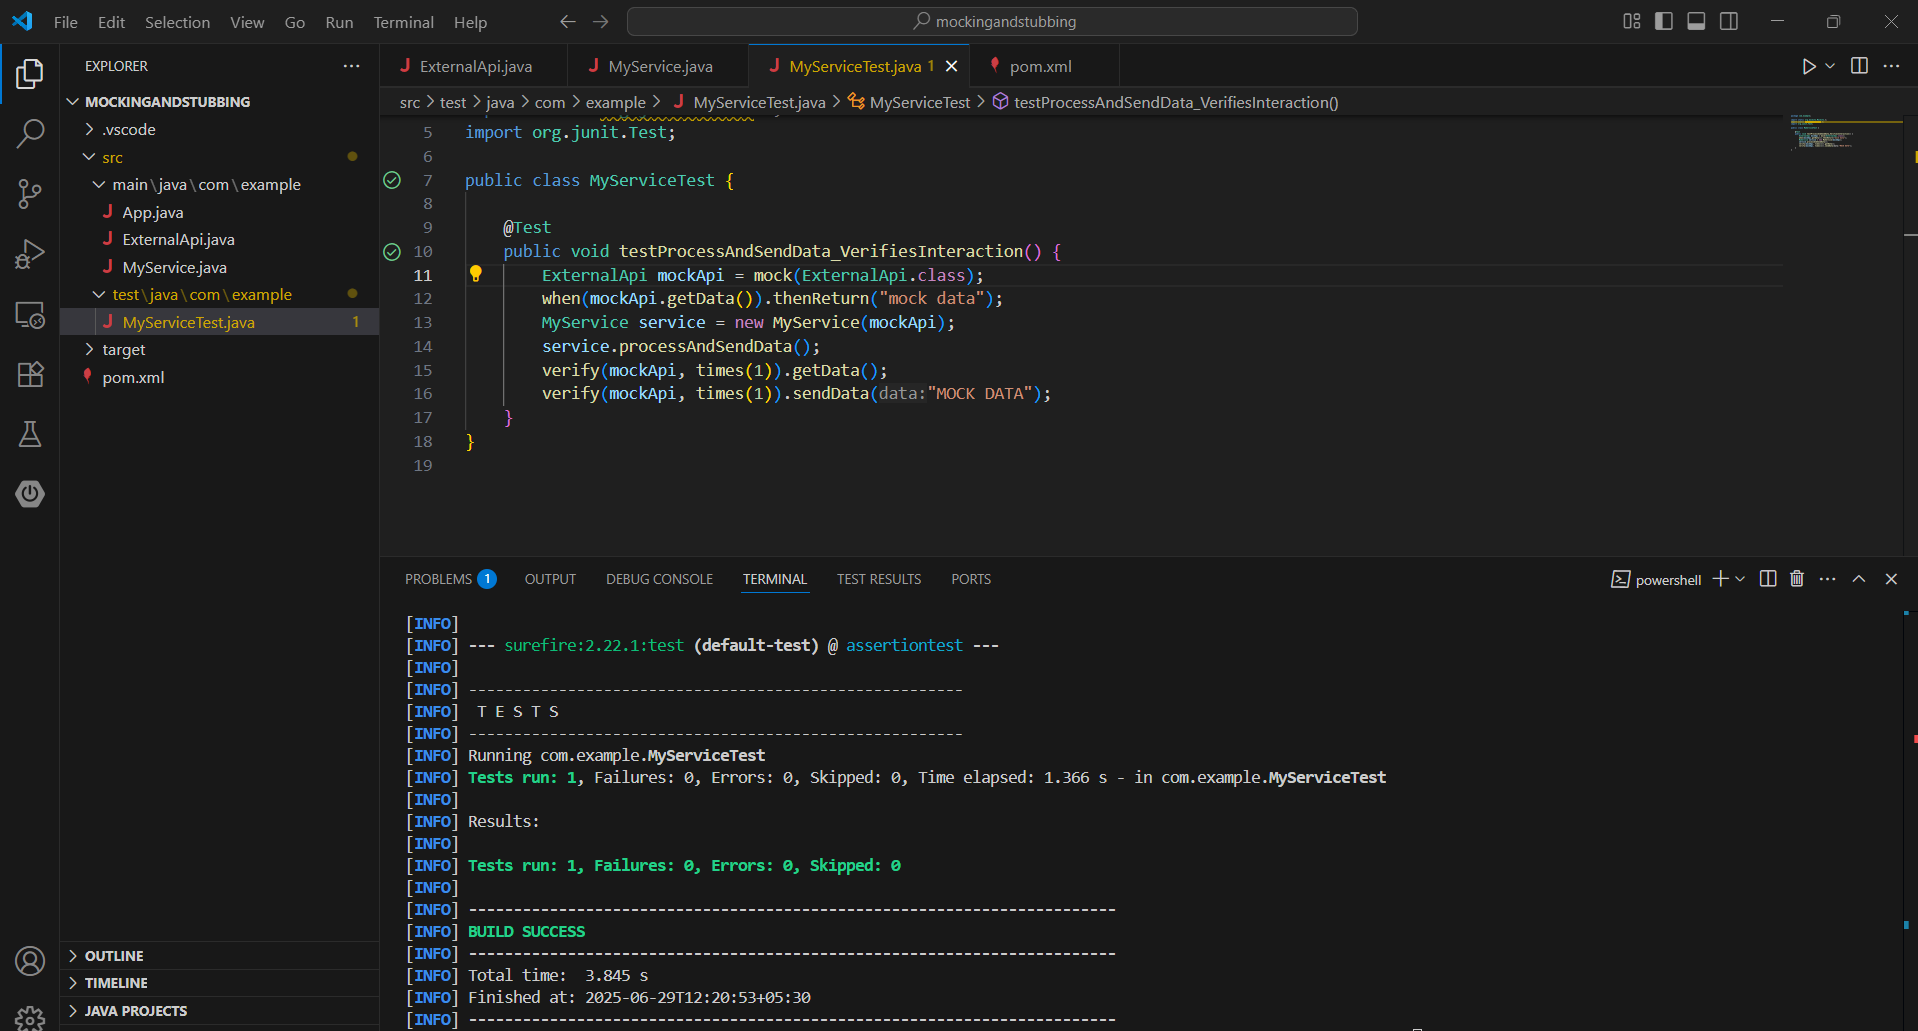 File Edit Selection View Go Run Terminal Help
mockingandstubbing
EXPLORER
MOCKINGANDSTUBBING
.vscode
src
main\java\com\example
App.java
ExternalApi.java
MyService.java
test\java\com\example
MyServiceTest.java 1
target
pom.xml
OUTLINE
TIMELINE
JAVA PROJECTS
ExternalApi.java MyService.java MyServiceTest.java 1 pom.xml
src > test > java > com > example > MyServiceTest.java > MyServiceTest > testProcessAndSendData_VerifiesInteraction()
5 import org.junit.Test;
6
7 public class MyServiceTest {
8
9 @Test
10 public void testProcessAndSendData_VerifiesInteraction() {
11 ExternalApi mockApi = mock(ExternalApi.class);
12 when(mockApi.getData()).thenReturn("mock data");
13 MyService service = new MyService(mockApi);
14 service.processAndSendData();
15 verify(mockApi, times(1)).getData();
16 verify(mockApi, times(1)).sendData(data:"MOCK DATA");
17 }
18 }
19
PROBLEMS 1 OUTPUT DEBUG CONSOLE TERMINAL TEST RESULTS PORTS
powershell
[INFO]
[INFO] --- surefire:2.22.1:test (default-test) @ assertiontest ---
[INFO]
[INFO] -------------------------------------------------------
[INFO]  T E S T S
[INFO] -------------------------------------------------------
[INFO] Running com.example.MyServiceTest
[INFO] Tests run: 1, Failures: 0, Errors: 0, Skipped: 0, Time elapsed: 1.366 s - in com.example.MyServiceTest
[INFO]
[INFO] Results:
[INFO]
[INFO] Tests run: 1, Failures: 0, Errors: 0, Skipped: 0
[INFO]
[INFO] ------------------------------------------------------------------------
[INFO] BUILD SUCCESS
[INFO] ------------------------------------------------------------------------
[INFO] Total time:  3.845 s
[INFO] Finished at: 2025-06-29T12:20:53+05:30
[INFO] ------------------------------------------------------------------------